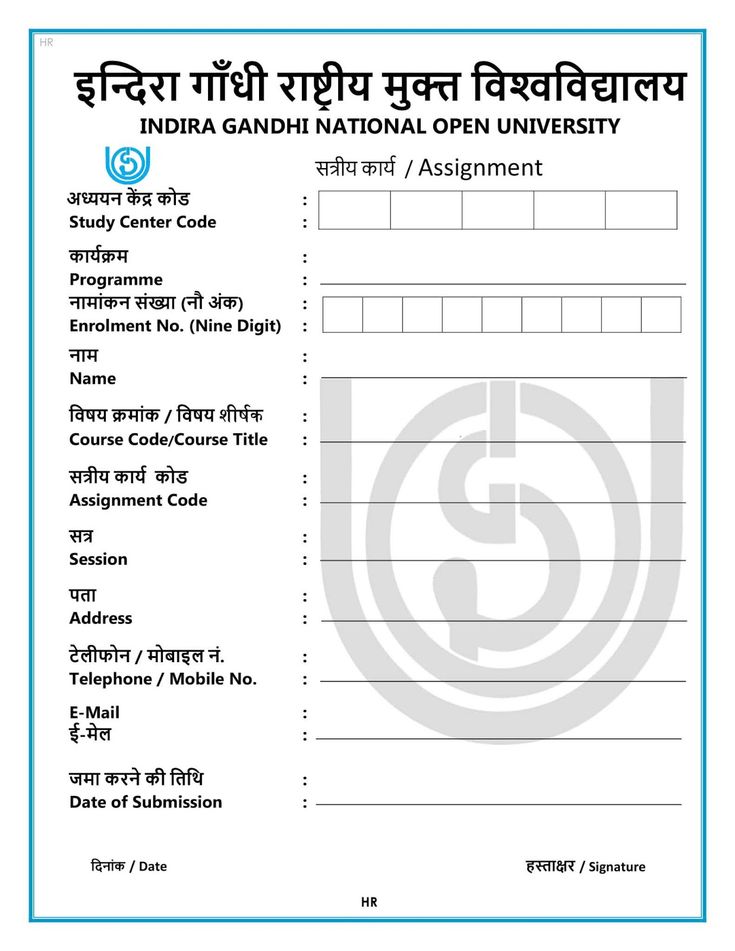 HR
इन्दिरा गाँधी राष्ट्रीय मुक्त विश्वविद्यालय
INDIRA GANDHI NATIONAL OPEN UNIVERSITY
सत्रीय कार्य / Assignment
अध्ययन केंद्र कोड :
Study Center Code :
कार्यक्रम :
Programme :
नामांकन संख्या (नौ अंक) :
Enrolment No. (Nine Digit) :
नाम :
Name :
विषय क्रमांक / विषय शीर्षक :
Course Code/Course Title :
सत्रीय कार्य कोड :
Assignment Code :
सत्र :
Session :
पता :
Address :
टेलीफोन / मोबाइल नं. :
Telephone / Mobile No. :
E-Mail :
ई-मेल :
जमा करने की तिथि :
Date of Submission :
दिनांक / Date हस्ताक्षर / Signature
HR